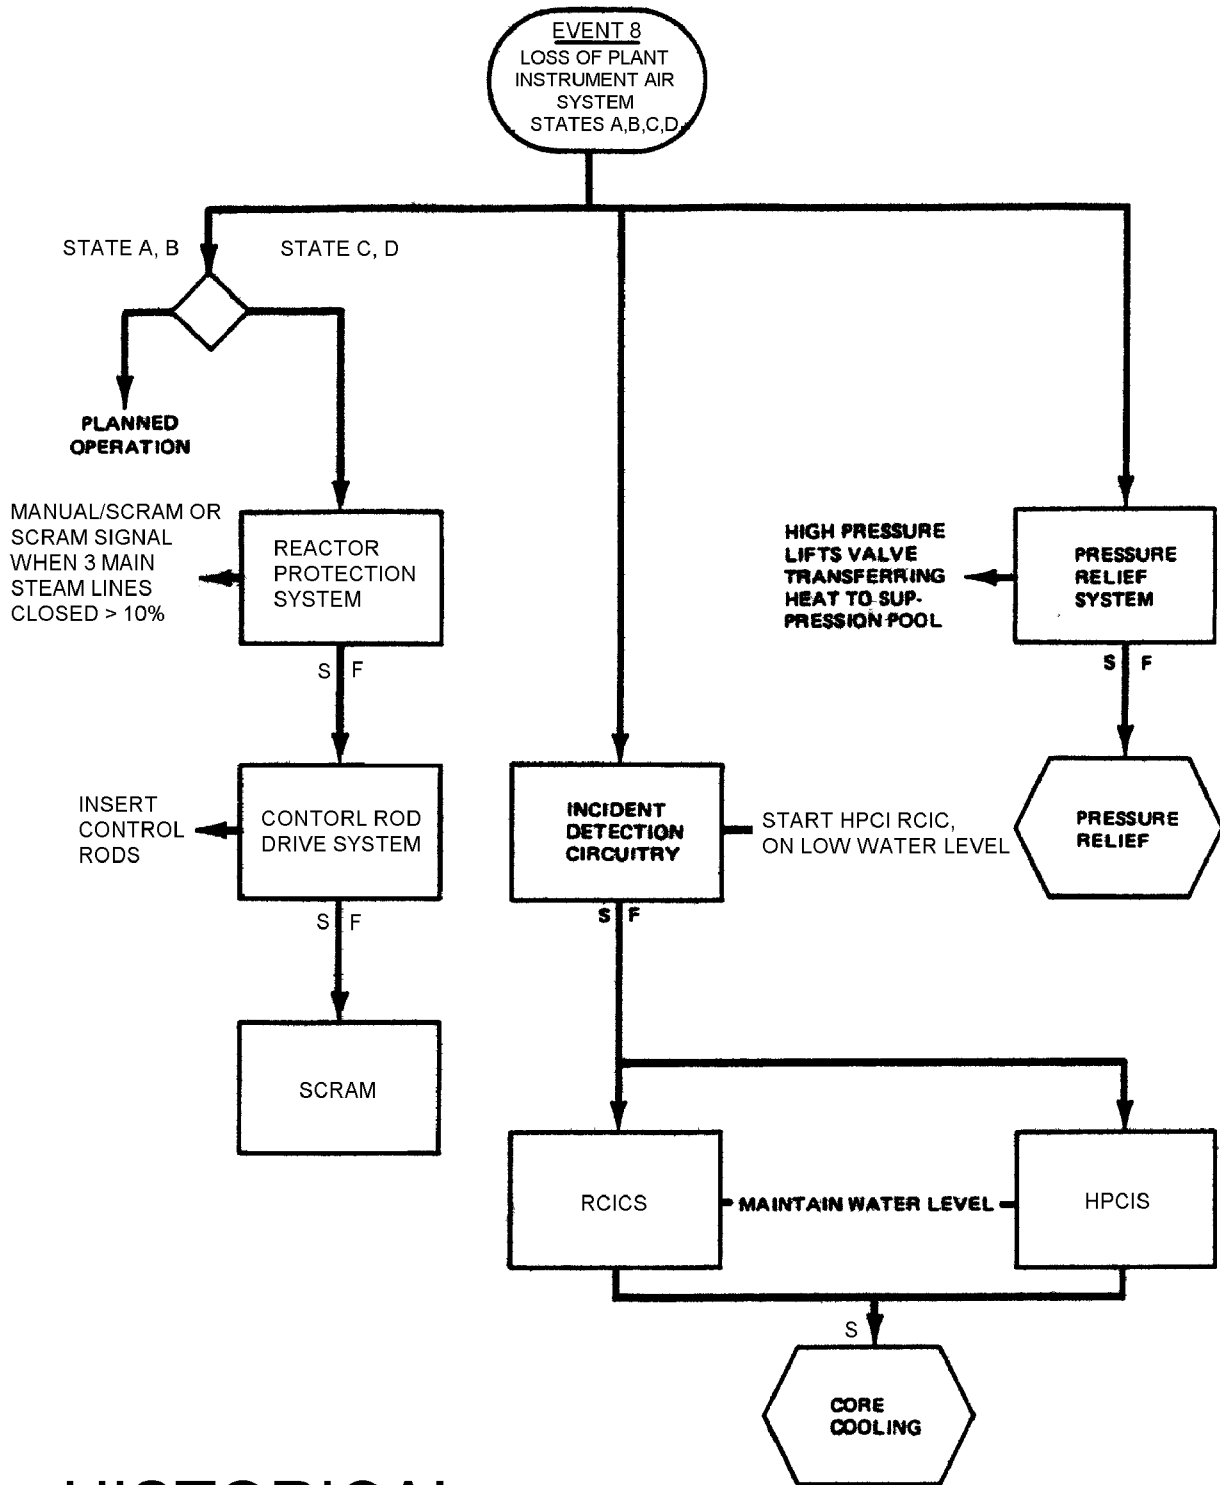 EVENT 8
LOSS OF PLANT
INSTRUMENT AIR
SYSTEM
STATES A,B,C,D
STATE A, B
STATE C, D
PLANNED
OPERATION
MANUAL/SCRAM OR
SCRAM SIGNAL
WHEN 3 MAIN
STEAM LINES
CLOSED > 10%
REACTOR
PROTECTION
SYSTEM
HIGH PRESSURE
LIFTS VALVE
TRANSFERRING
HEAT TO SUP-
PRESSION POOL
PRESSURE
RELIEF
SYSTEM
S F
S F
INSERT
CONTROL
RODS
CONTORL ROD
DRIVE SYSTEM
INCIDENT
DETECTION
CIRCUITRY
START HPCI RCIC,
ON LOW WATER LEVEL
PRESSURE
RELIEF
S F
S F
SCRAM
RCICS
MAINTAIN WATER LEVEL
HPCIS
S
CORE
COOLING
HISTORICAL